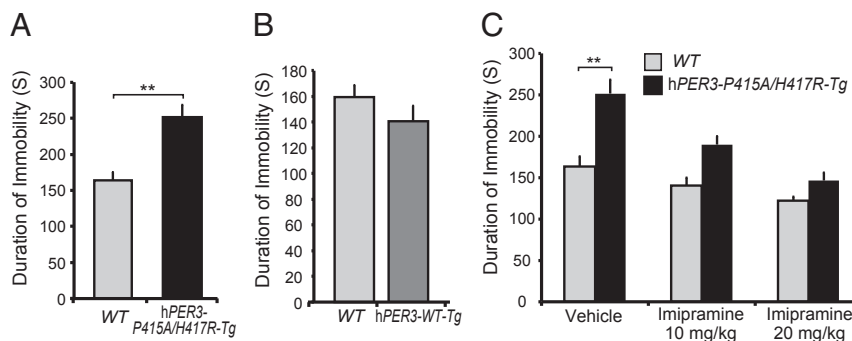 A
Duration of Immobility (S)
300
250
200
150
100
50
0
**
WT
hPER3-
P415A/H417R-Tg
B
Duration of Immobility (S)
180
160
140
120
100
80
60
40
20
0
WT
hPER3-WT-Tg
C
Duration of Immobility (S)
300
250
200
150
100
50
0
**
WT
hPER3-P415A/H417R-Tg
Vehicle
Imipramine
10 mg/kg
Imipramine
20 mg/kg